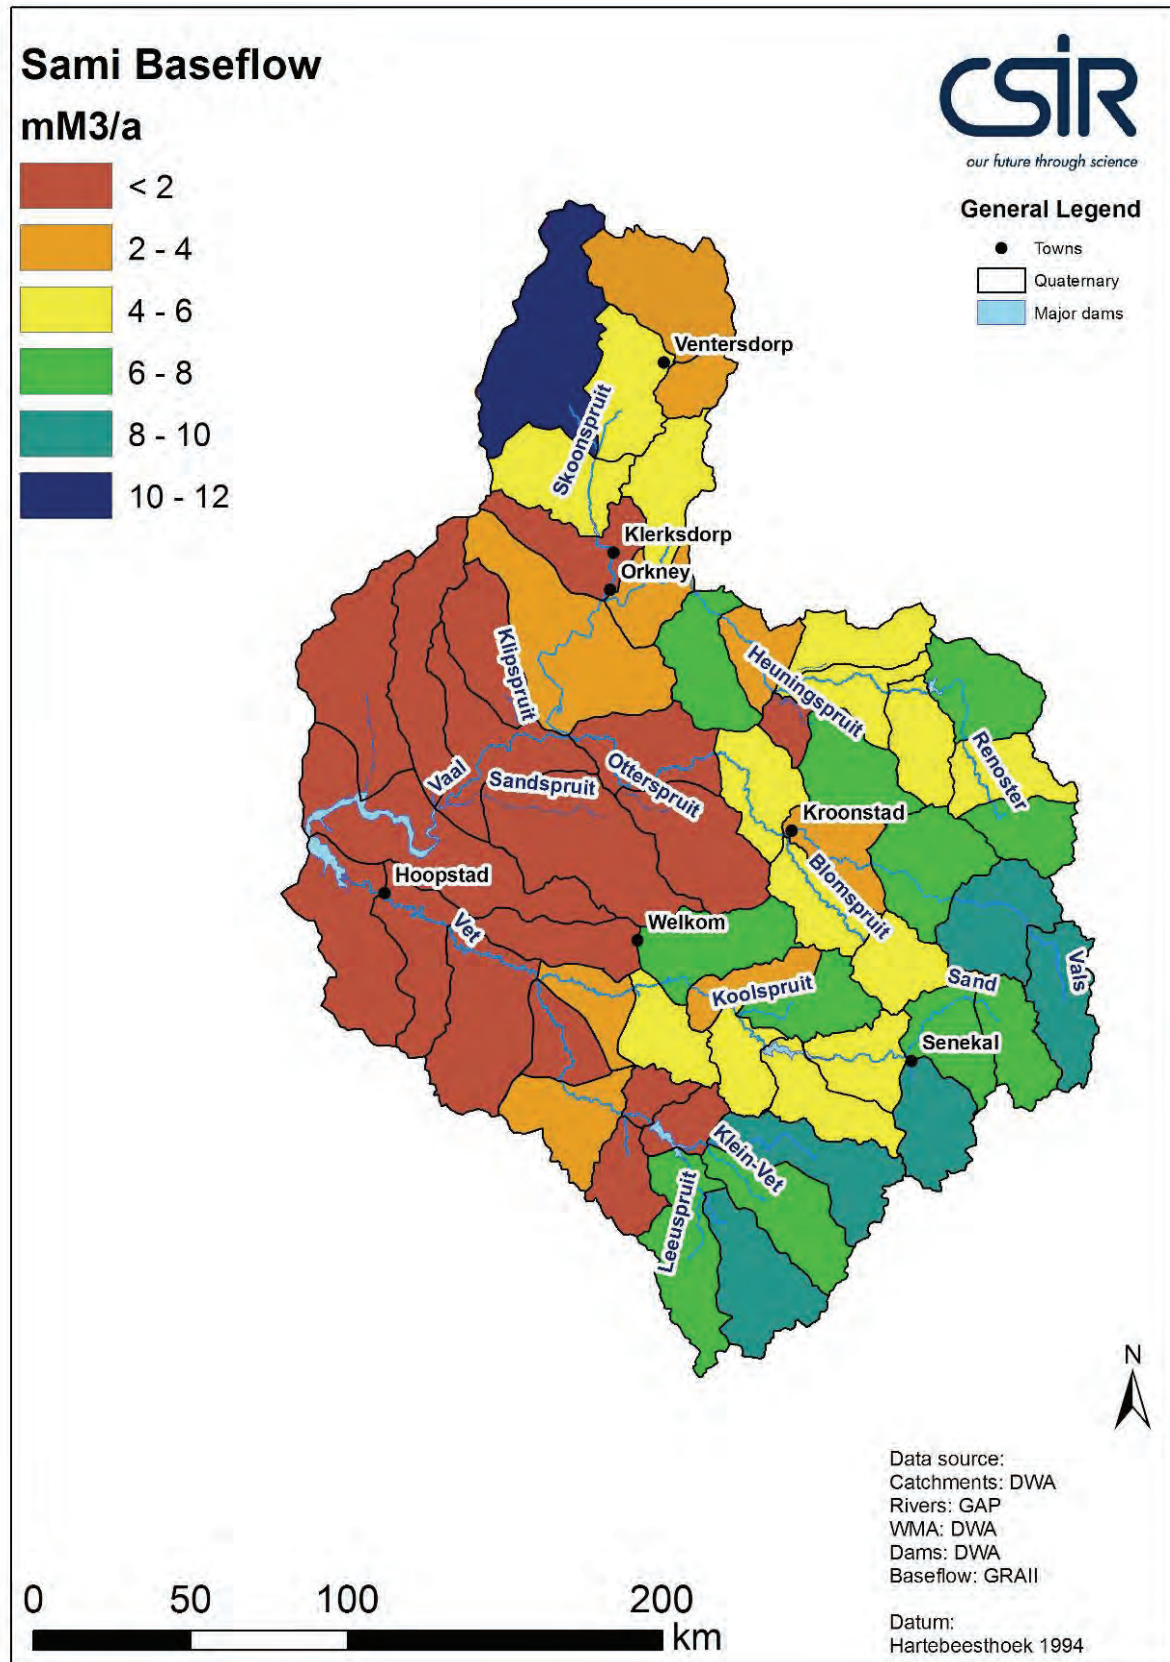 Sami Baseflow
mM3/a
< 2
2 - 4
4 - 6
6 - 8
8 - 10
10 - 12
CSIR
our future through science
General Legend
Towns
Quaternary
Major dams
Ventersdorp
Skoonspruit
Klerksdorp
Orkney
Klipspruit
Heuningspruit
Renoster
Vaal
Sandspruit
Otterspruit
Kroonstad
Blomspruit
Hoopstad
Vet
Welkom
Koolspruit
Sand
Vals
Senekal
Klein-Vet
Leeuspruit
N
Data source:
Catchments: DWA
Rivers: GAP
WMA: DWA
Dams: DWA
Baseflow: GRAII
Datum:
Hartebeesthoek 1994
0 50 100 200
km